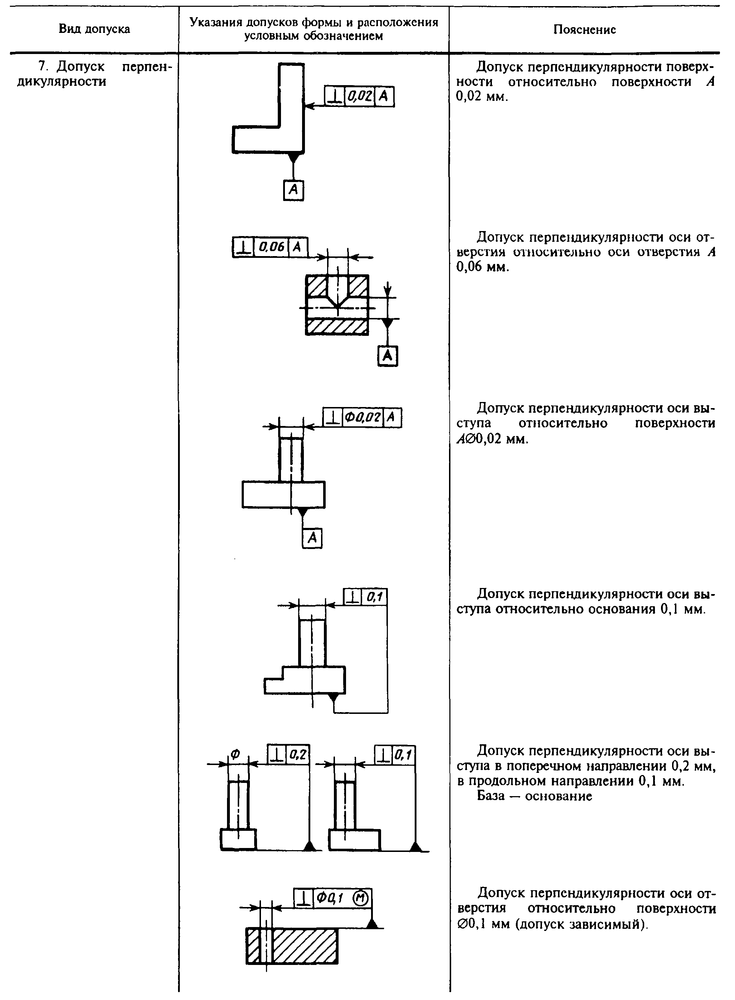 Вид допуска
Указания допусков формы и расположения
условным обозначением
Пояснение
7. Допуск перпен-
дикулярности
⊥ 0,02 А
А
Допуск перпендикулярности поверх-
ности относительно поверхности А
0,02 мм.
⊥ 0,06 А
А
Допуск перпендикулярности оси от-
верстия относительно оси отверстия А
0,06 мм.
⊥ Ф0,02 А
А
Допуск перпендикулярности оси вы-
ступа относительно поверхности
А∅0,02 мм.
⊥ 0,1
Допуск перпендикулярности оси вы-
ступа относительно основания 0,1 мм.
Ф ⊥ 0,2
⊥ 0,1
Допуск перпендикулярности оси вы-
ступа в поперечном направлении 0,2 мм,
в продольном направлении 0,1 мм.
База — основание
⊥ Ф0,1 Ⓜ
Допуск перпендикулярности оси от-
верстия относительно поверхности
∅0,1 мм (допуск зависимый).